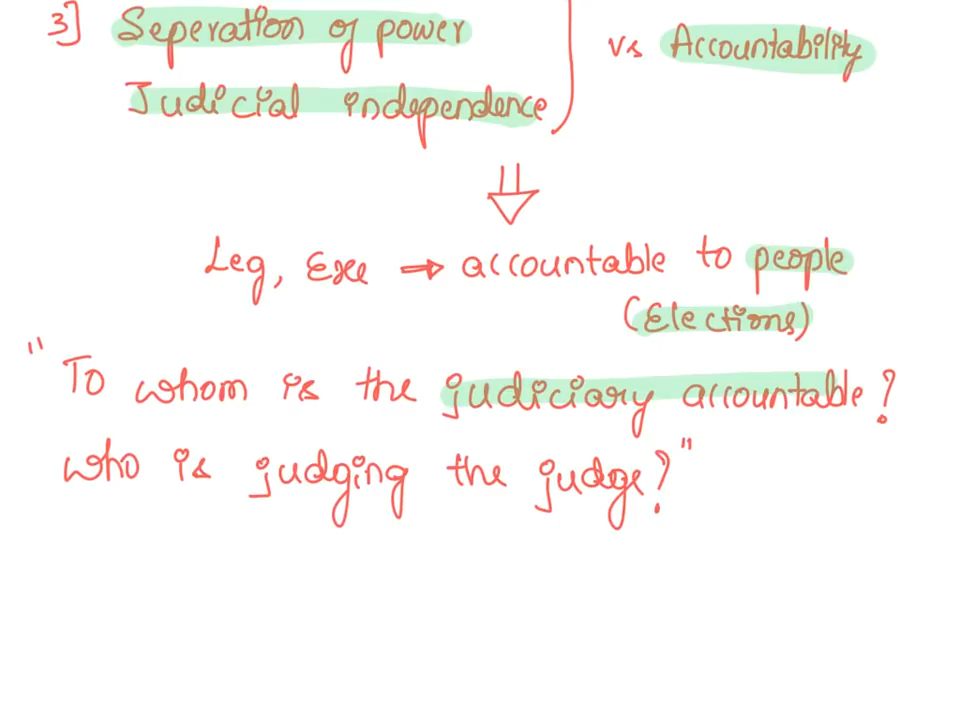 3] Seperation of power
Judicial independence
vs Accountability
Leg, Exe → accountable to people
(Elections)
"To whom is the judiciary accountable?
who is judging the judge?"